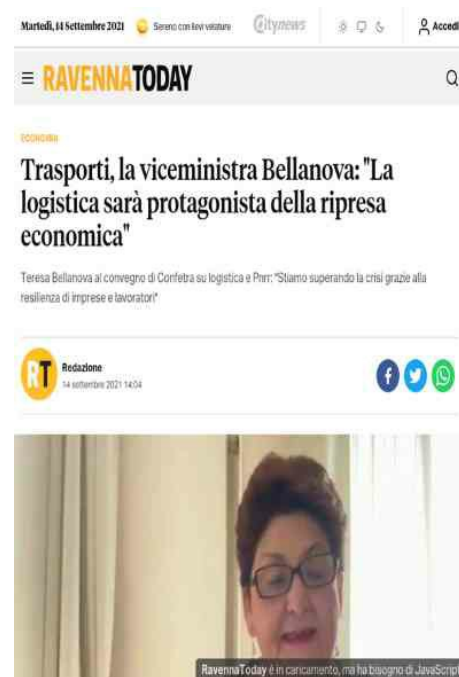 Martedì, 14 Settembre 2021 Sereno con lievi velature Citynews Accedi
RAVENNATODAY
ECONOMIA
Trasporti, la viceministra Bellanova: "La
logistica sarà protagonista della ripresa
economica"
Teresa Bellanova al convegno di Confetra su logistica e Pnrr: "Stiamo superando la crisi grazie alla
resilienza di imprese e lavoratori"
RT
Redazione
14 settembre 2021 14:04
RavennaToday è in caricamento, ma ha bisogno di JavaScript